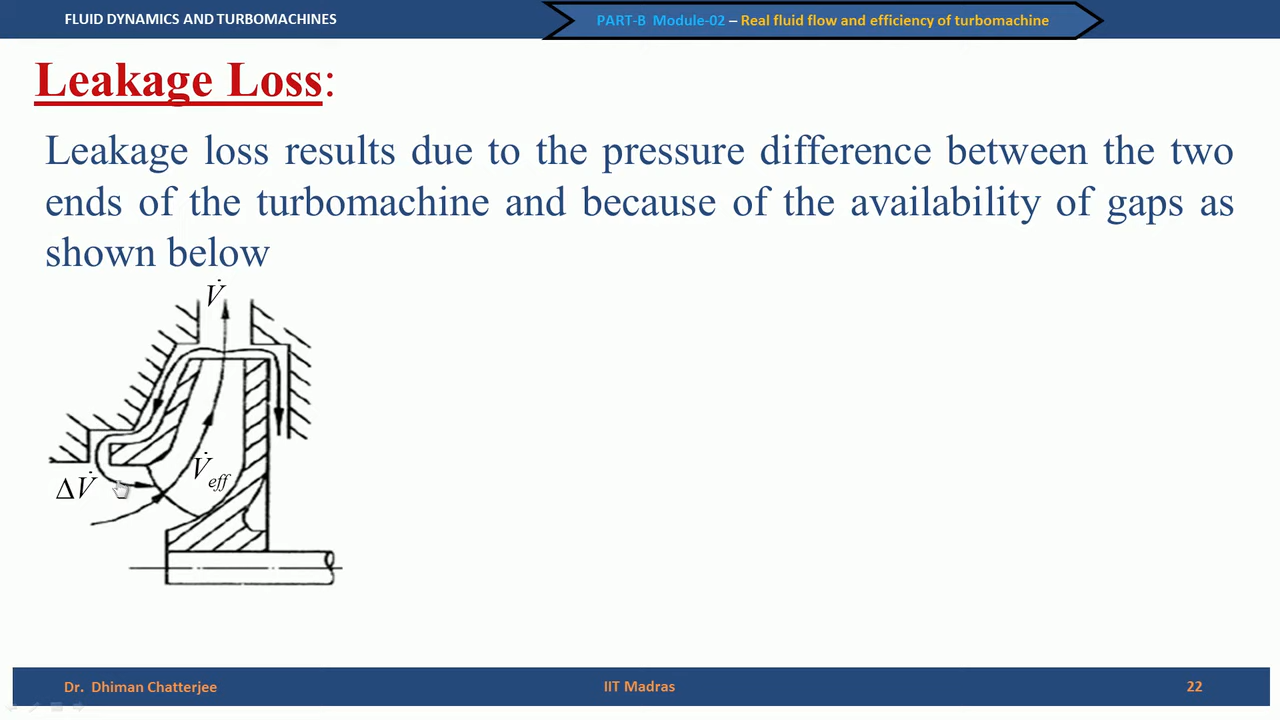 FLUID DYNAMICS AND TURBOMACHINES
PART-B Module-02 – Real fluid flow and efficiency of turbomachine
Leakage Loss:
Leakage loss results due to the pressure difference between the two
ends of the turbomachine and because of the availability of gaps as
shown below
V̇
V̇eff
ΔV̇
Dr. Dhiman Chatterjee
IIT Madras
22